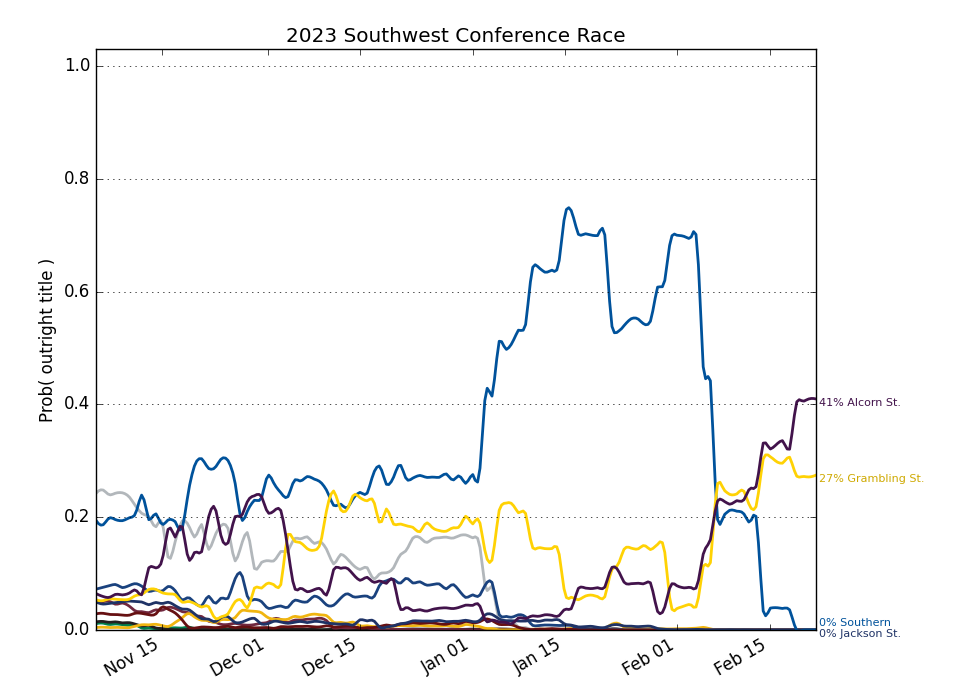 2023 Southwest Conference Race
Prob( outright title )
1.0
0.8
0.6
0.4
0.2
0.0
41% Alcorn St.
27% Grambling St.
0% Southern
0% Jackson St.
Nov 15
Dec 01
Dec 15
Jan 01
Jan 15
Feb 01
Feb 15